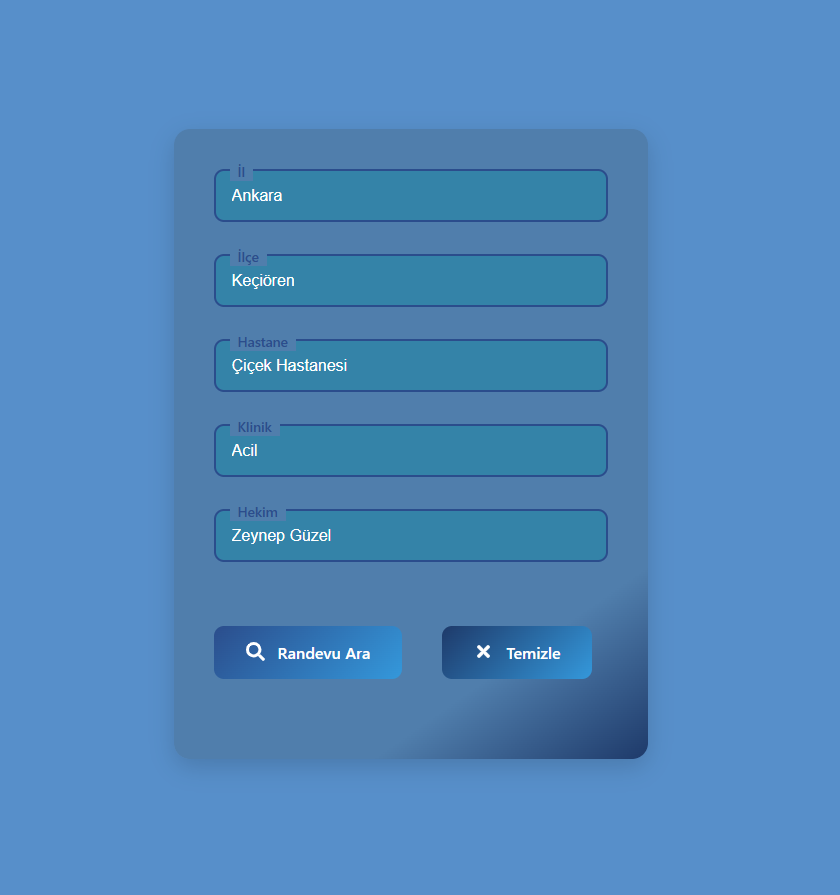 İl
Ankara
İlçe
Keçiören
Hastane
Çiçek Hastanesi
Klinik
Acil
Hekim
Zeynep Güzel
Randevu Ara
Temizle